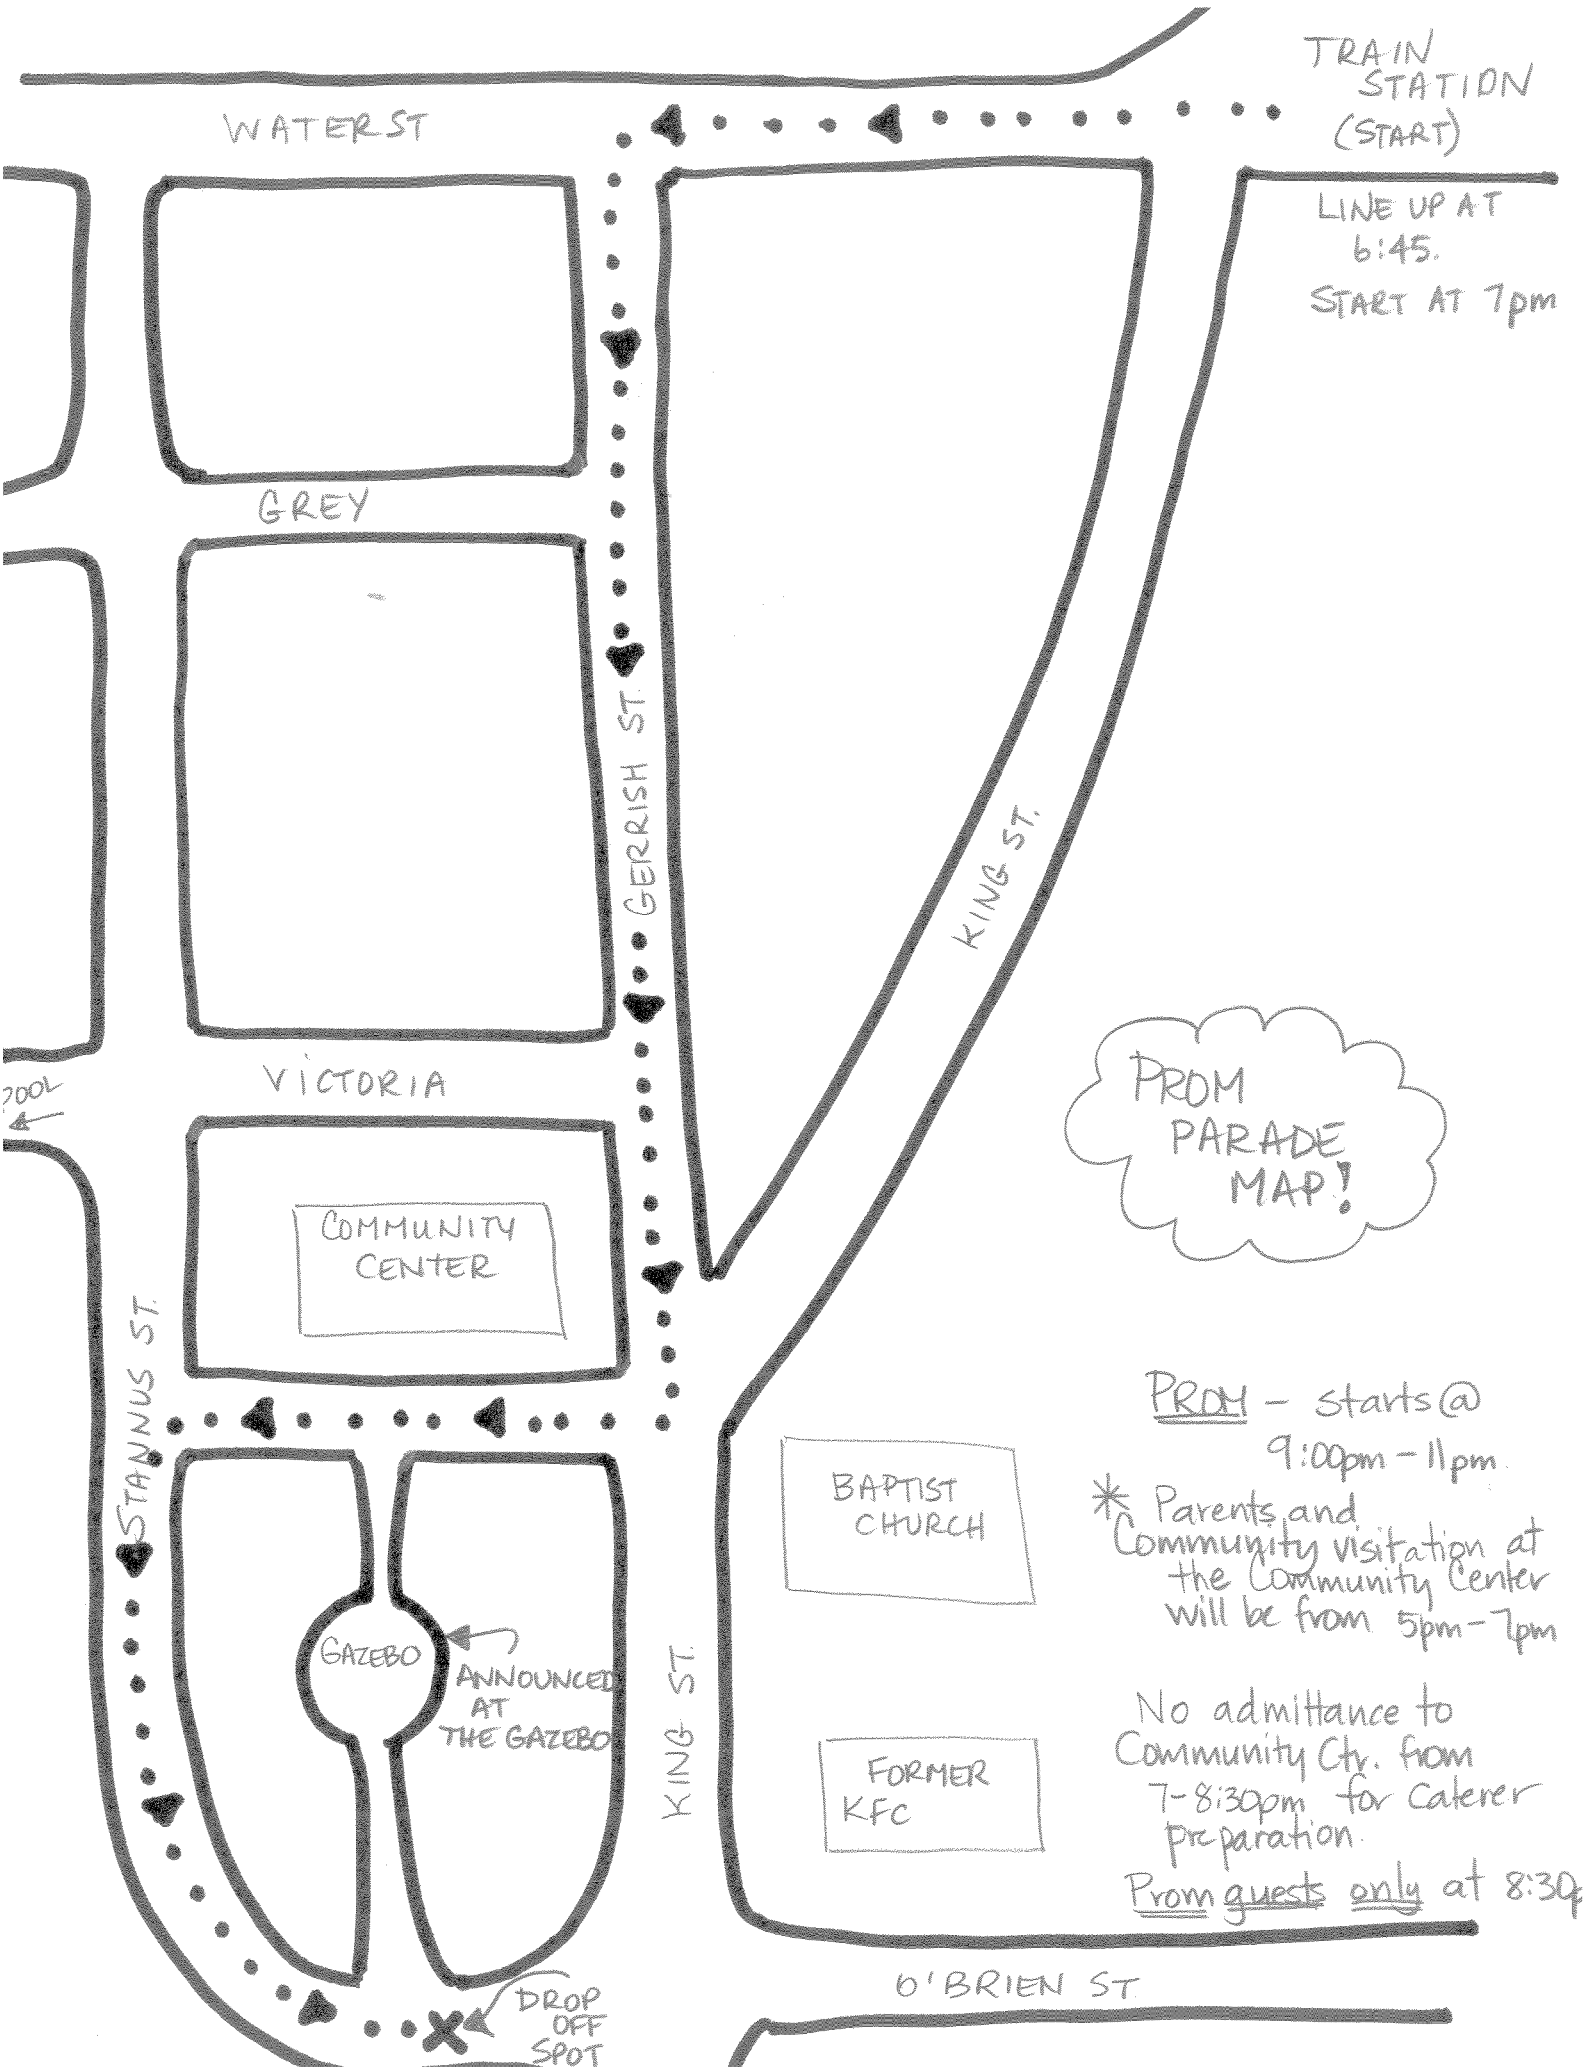 TRAIN
STATION
(START)
WATER ST
LINE UP AT
6:45.
START AT 7pm
GREY
GERRISH ST.
KING ST.
VICTORIA
POOL
PROM
PARADE
MAP!
COMMUNITY
CENTER
STANNUS ST.
PROM - starts @
9:00pm - 11pm
* Parents and
Community visitation at
the Community Center
will be from 5pm - 7pm
BAPTIST
CHURCH
GAZEBO
ANNOUNCED
AT
THE GAZEBO
KING ST.
No admittance to
Community Ctr. from
7-8:30pm for Caterer
preparation.
Prom guests only at 8:30p
FORMER
KFC
O'BRIEN ST.
DROP
OFF
SPOT